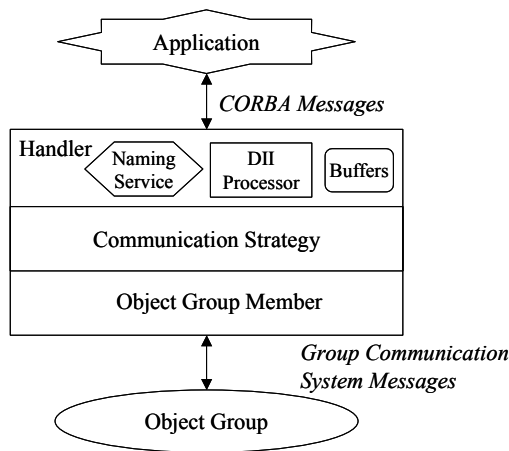 Application
CORBA Messages
Handler
Naming
Service
DII
Processor
Buffers
Communication Strategy
Object Group Member
Group Communication
System Messages
Object Group